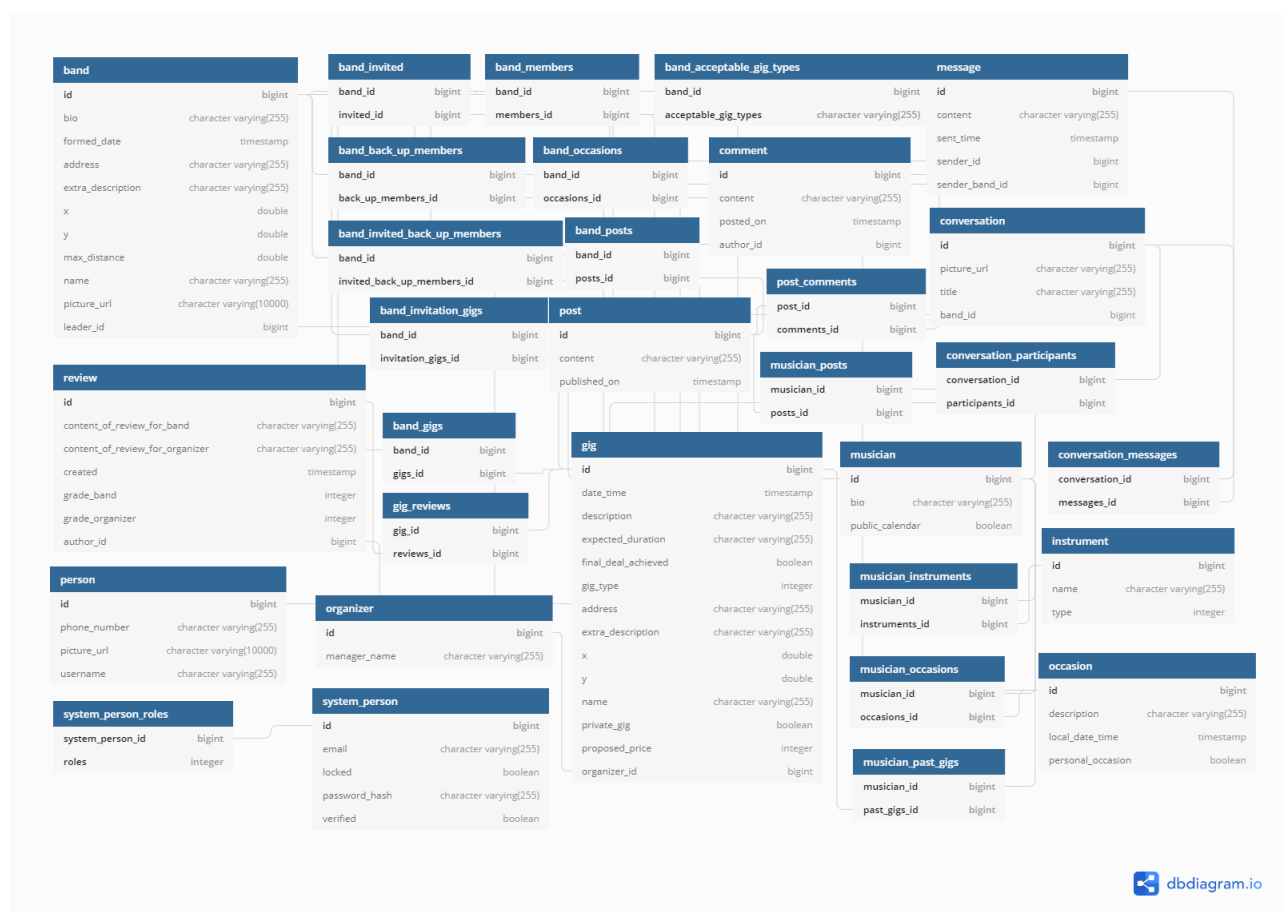 band
id bigint
bio character varying(255)
formed_date timestamp
address character varying(255)
extra_description character varying(255)
x double
y double
max_distance double
name character varying(255)
picture_url character varying(10000)
leader_id bigint
band_invited
band_id bigint
invited_id bigint
band_members
band_id bigint
members_id bigint
band_acceptable_gig_types
band_id bigint
acceptable_gig_types character varying(255)
message
id bigint
content character varying(255)
sent_time timestamp
sender_id bigint
sender_band_id bigint
band_back_up_members
band_id bigint
back_up_members_id bigint
band_occasions
band_id bigint
occasions_id bigint
comment
id bigint
content character varying(255)
posted_on timestamp
author_id bigint
band_invited_back_up_members
band_id bigint
invited_back_up_members_id bigint
band_posts
band_id bigint
posts_id bigint
conversation
id bigint
picture_url character varying(255)
title character varying(255)
band_id bigint
post_comments
post_id bigint
comments_id bigint
band_invitation_gigs
band_id bigint
invitation_gigs_id bigint
post
id bigint
content character varying(255)
published_on timestamp
musician_posts
musician_id bigint
posts_id bigint
conversation_participants
conversation_id bigint
participants_id bigint
review
id bigint
content_of_review_for_band character varying(255)
content_of_review_for_organizer character varying(255)
created timestamp
grade_band integer
grade_organizer integer
author_id bigint
band_gigs
band_id bigint
gigs_id bigint
gig_reviews
gig_id bigint
reviews_id bigint
gig
id bigint
date_time timestamp
description character varying(255)
expected_duration character varying(255)
final_deal_achieved boolean
gig_type integer
address character varying(255)
extra_description character varying(255)
x double
y double
name character varying(255)
private_gig boolean
proposed_price integer
organizer_id bigint
musician
id bigint
bio character varying(255)
public_calendar boolean
conversation_messages
conversation_id bigint
messages_id bigint
instrument
id bigint
name character varying(255)
type integer
person
id bigint
phone_number character varying(255)
picture_url character varying(10000)
username character varying(255)
organizer
id bigint
manager_name character varying(255)
musician_instruments
musician_id bigint
instruments_id bigint
musician_occasions
musician_id bigint
occasions_id bigint
occasion
id bigint
description character varying(255)
local_date_time timestamp
personal_occasion boolean
system_person_roles
system_person_id bigint
roles integer
system_person
id bigint
email character varying(255)
locked boolean
password_hash character varying(255)
verified boolean
musician_past_gigs
musician_id bigint
past_gigs_id bigint
dbdiagram.io